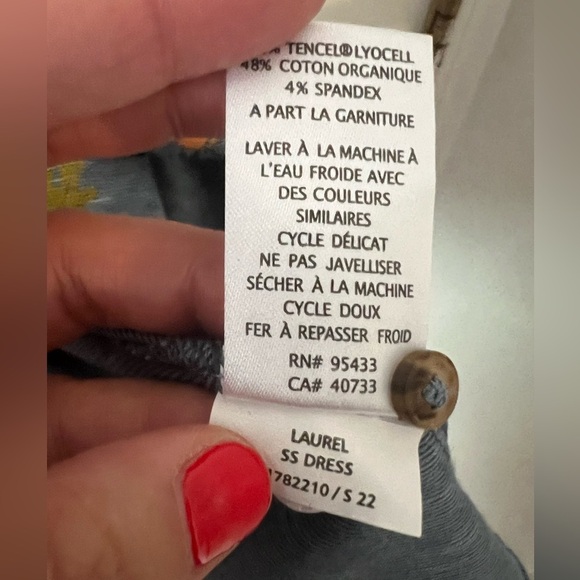 % TENCEL®LYOCELL
48% COTON ORGANIQUE
4% SPANDEX
A PART LA GARNITURE
LAVER À LA MACHINE À
L'EAU FROIDE AVEC
DES COULEURS
SIMILAIRES
CYCLE DÉLICAT
NE PAS JAVELLISER
SÉCHER À LA MACHINE
CYCLE DOUX
FER À REPASSER FROID
RN# 95433
CA# 40733
LAUREL
SS DRESS
1782210/S 22